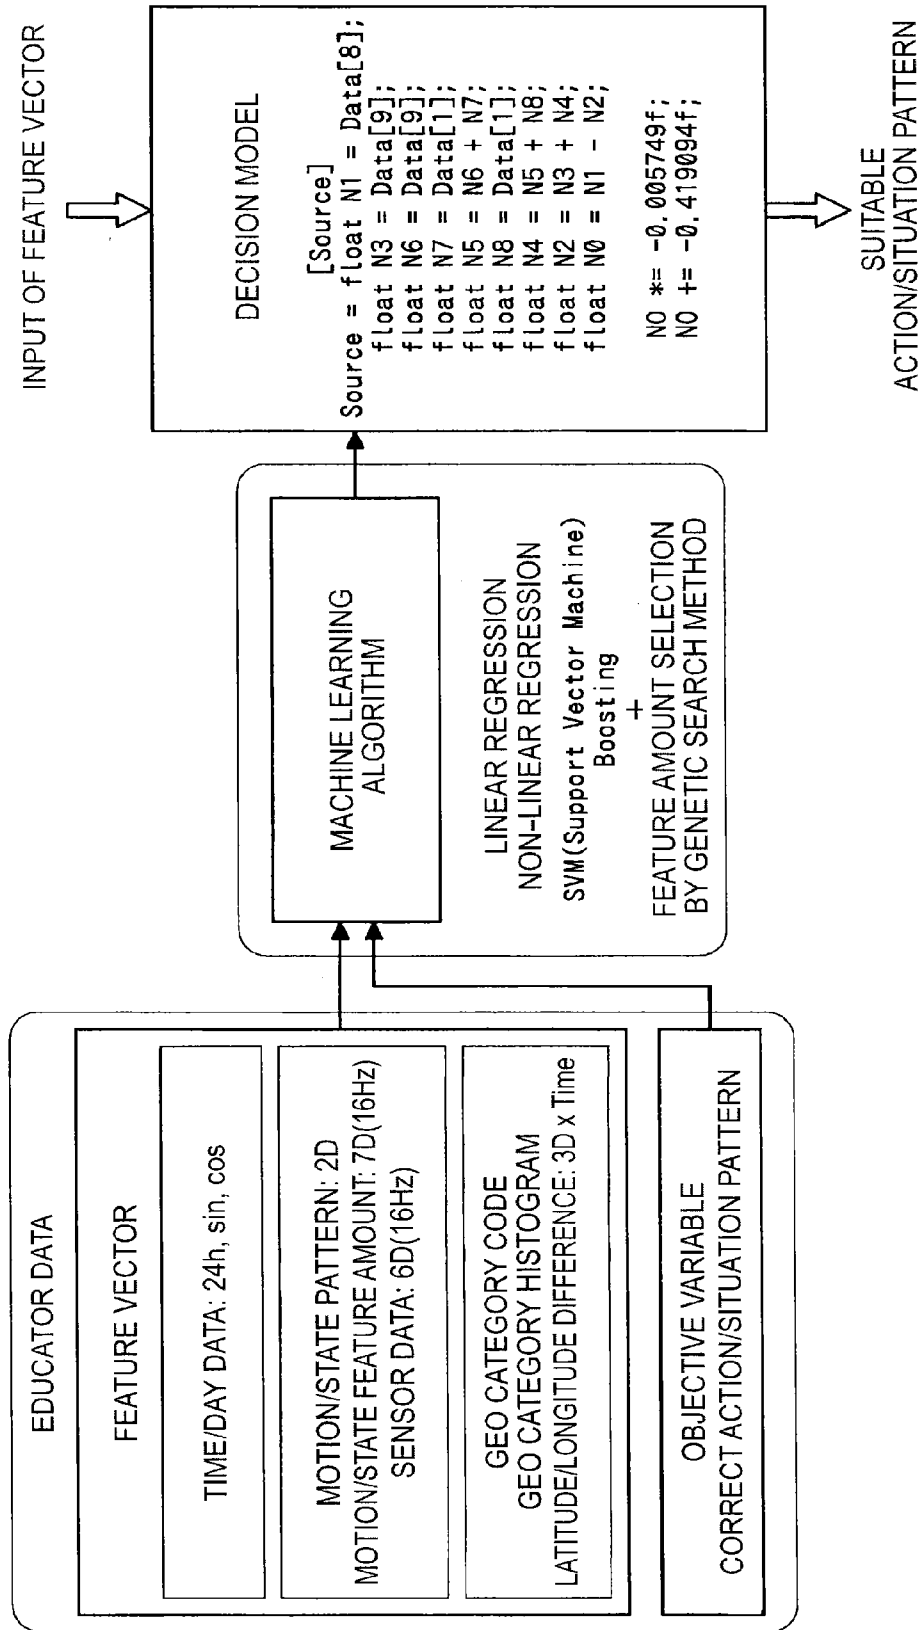 EDUCATOR DATA
FEATURE VECTOR
TIME/DAY DATA: 24h, sin, cos
MOTION/STATE PATTERN: 2D
MOTION/STATE FEATURE AMOUNT: 7D(16Hz)
SENSOR DATA: 6D(16Hz)
GEO CATEGORY CODE
GEO CATEGORY HISTOGRAM
LATITUDE/LONGITUDE DIFFERENCE: 3D x Time
OBJECTIVE VARIABLE
CORRECT ACTION/SITUATION PATTERN
MACHINE LEARNING
ALGORITHM
LINEAR REGRESSION
NON-LINEAR REGRESSION
SVM(Support Vector Machine)
Boosting
+
FEATURE AMOUNT SELECTION
BY GENETIC SEARCH METHOD
INPUT OF FEATURE VECTOR
DECISION MODEL
[Source]
Source = float N1 = Data[8];
float N3 = Data[9];
float N6 = Data[9];
float N7 = Data[1];
float N5 = N6 + N7;
float N8 = Data[1];
float N4 = N5 + N8;
float N2 = N3 + N4;
float N0 = N1 - N2;
N0 *= -0.005749f;
N0 += -0.419094f;
SUITABLE
ACTION/SITUATION PATTERN